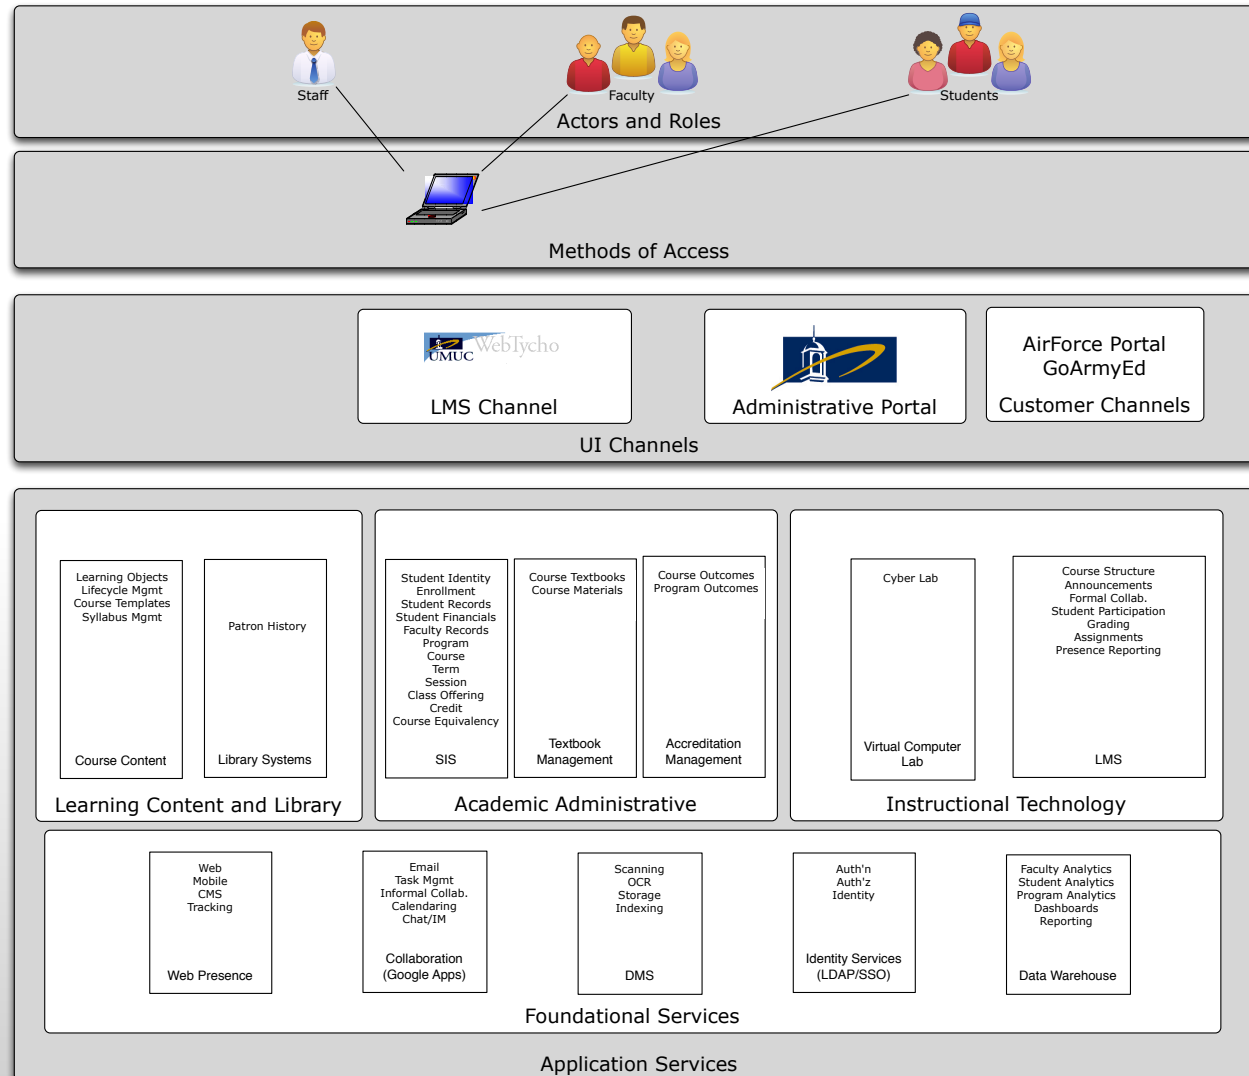 Staff
Faculty
Students
Actors and Roles
Methods of Access
UMUC
WebTycho
LMS Channel
Administrative Portal
AirForce Portal
GoArmyEd
Customer Channels
UI Channels
Learning Objects
Lifecycle Mgmt
Course Templates
Syllabus Mgmt
Course Content
Patron History
Library Systems
Learning Content and Library
Student Identity
Enrollment
Student Records
Student Financials
Faculty Records
Program
Course
Term
Session
Class Offering
Credit
Course Equivalency
SIS
Course Textbooks
Course Materials
Textbook
Management
Course Outcomes
Program Outcomes
Accreditation
Management
Academic Administrative
Cyber Lab
Virtual Computer
Lab
Course Structure
Announcements
Formal Collab.
Student Participation
Grading
Assignments
Presence Reporting
LMS
Instructional Technology
Web
Mobile
CMS
Tracking
Web Presence
Email
Task Mgmt
Informal Collab.
Calendaring
Chat/IM
Collaboration
(Google Apps)
Scanning
OCR
Storage
Indexing
DMS
Auth'n
Auth'z
Identity
Identity Services
(LDAP/SSO)
Faculty Analytics
Student Analytics
Program Analytics
Dashboards
Reporting
Data Warehouse
Foundational Services
Application Services